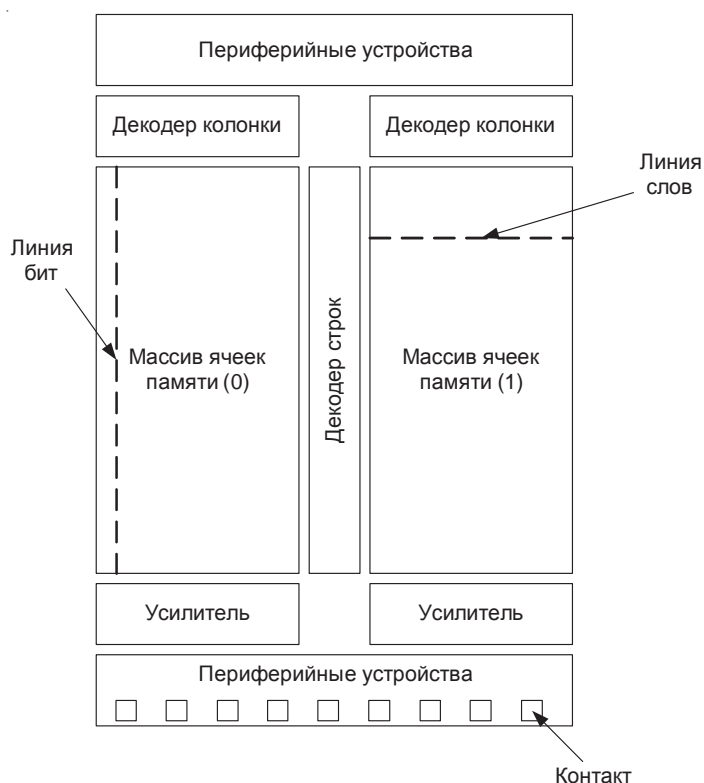 Периферийные устройства
Декодер колонки
Декодер колонки
Линия
слов
Линия
бит
Массив ячеек
памяти (0)
Декодер строк
Массив ячеек
памяти (1)
Усилитель
Усилитель
Периферийные устройства
Контакт